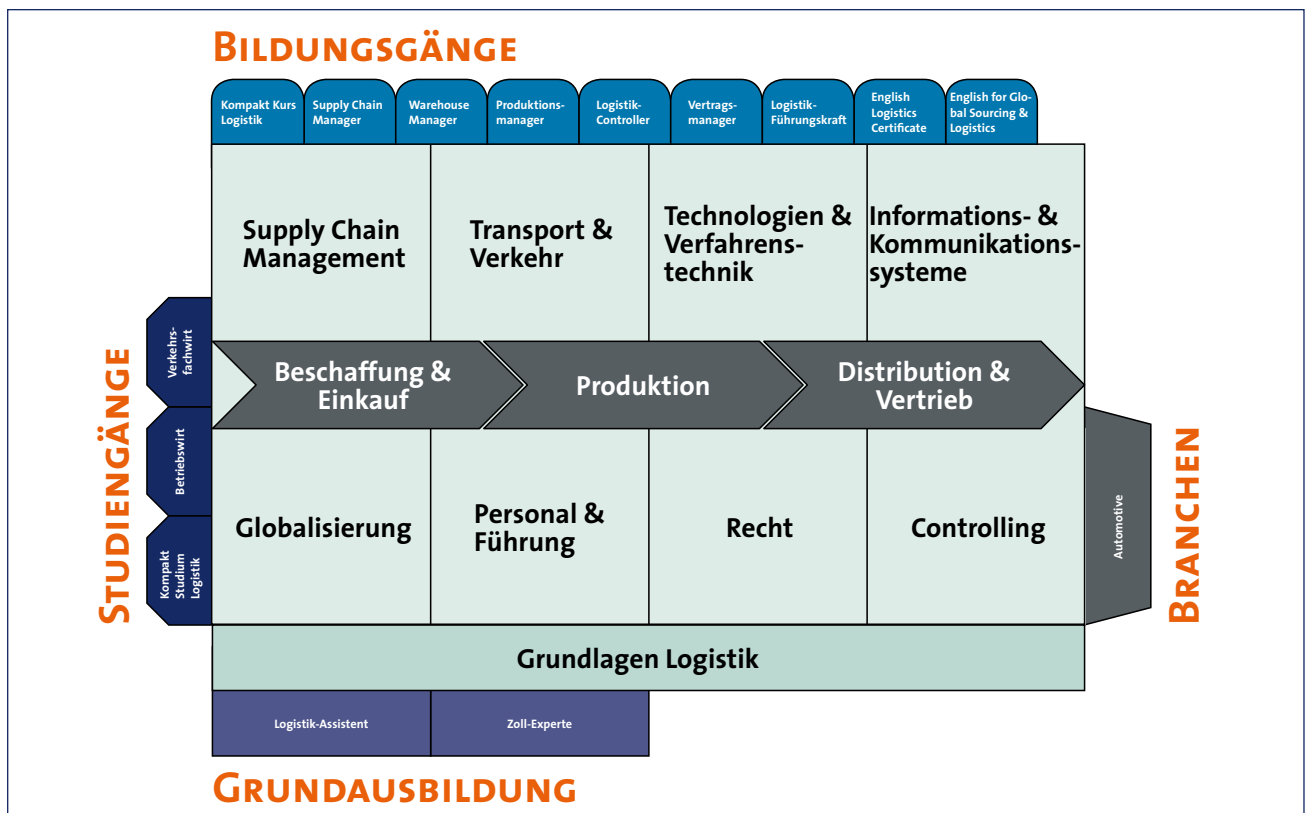 BILDUNGSGÄNGE
Kompakt Kurs
Logistik
Supply Chain
Manager
Warehouse
Manager
Produktions-
manager
Logistik-
Controller
Vertrags-
manager
Logistik-
Führungskraft
English
Logistics
Certificate
English for Glo-
bal Sourcing &
Logistics
Supply Chain
Management
Transport &
Verkehr
Technologien &
Verfahrens-
technik
Informations- &
Kommunikations-
systeme
STUDIENGÄNGE
Verkehrs-
fachwirt
Betriebswirt
Kompakt
Studium
Logistik
Beschaffung &
Einkauf
Produktion
Distribution &
Vertrieb
Globalisierung
Personal &
Führung
Recht
Controlling
Automotive
BRANCHEN
Grundlagen Logistik
Logistik-Assistent
Zoll-Experte
GRUNDAUSBILDUNG